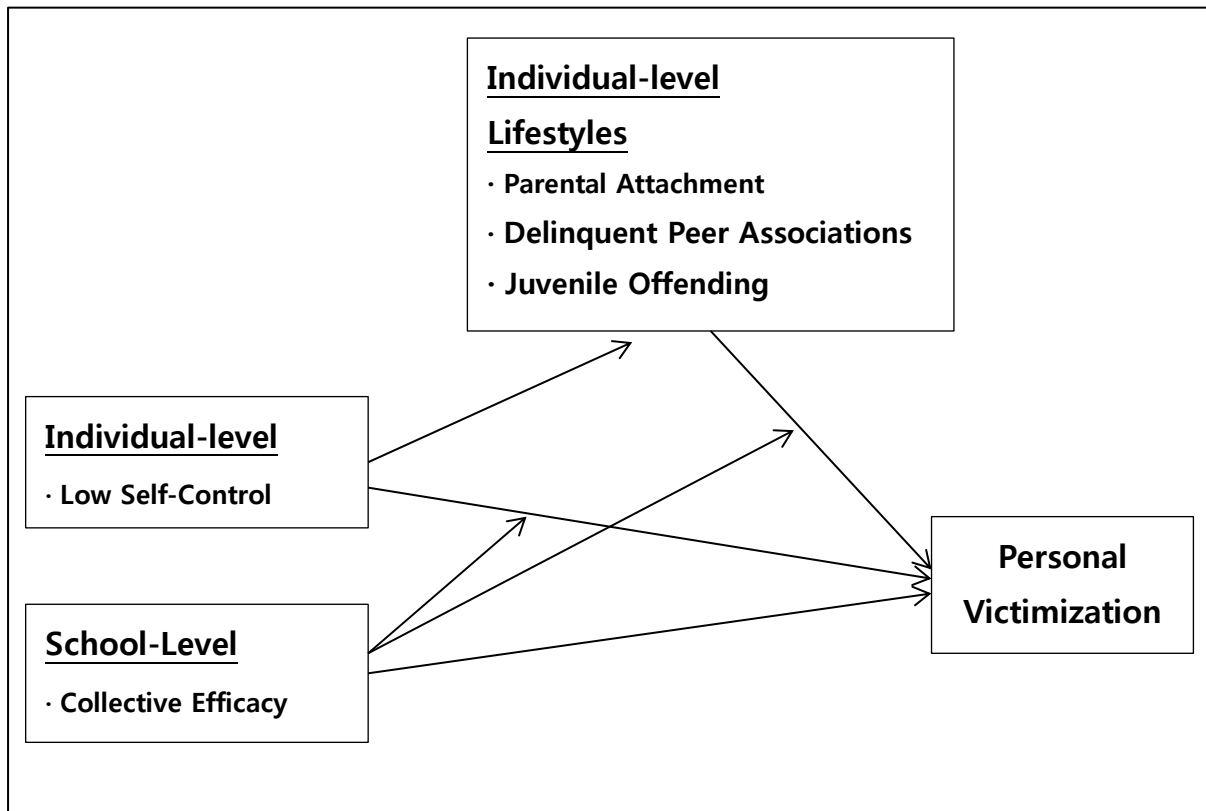 Individual-level
Lifestyles
· Parental Attachment
· Delinquent Peer Associations
· Juvenile Offending
Individual-level
· Low Self-Control
School-Level
· Collective Efficacy
Personal
Victimization